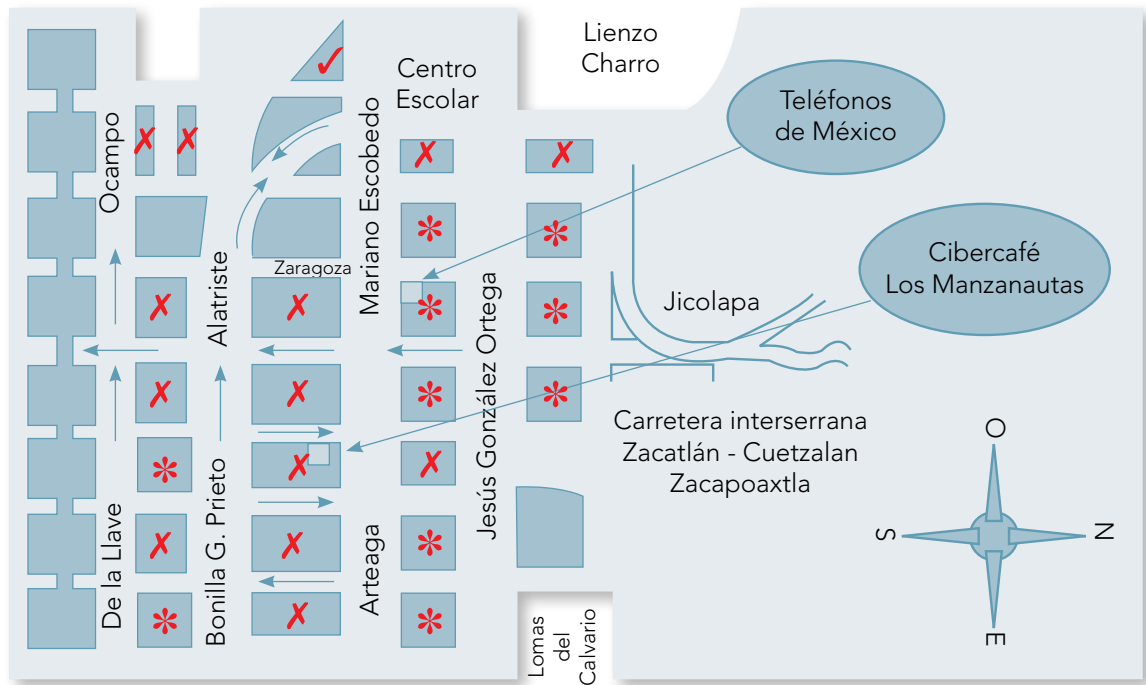 Lienzo
Charro
Centro
Escolar
Teléfonos
de México
Ocampo
Mariano Escobedo
Alatriste
Zaragoza
Cibercafé
Los Manzanautas
Jicolapa
Jesús González Ortega
Carretera interserrana
Zacatlán - Cuetzalan
Zacapoaxtla
De la Llave
Bonilla G. Prieto
Arteaga
Lomas
del
Calvario
O
S
N
E